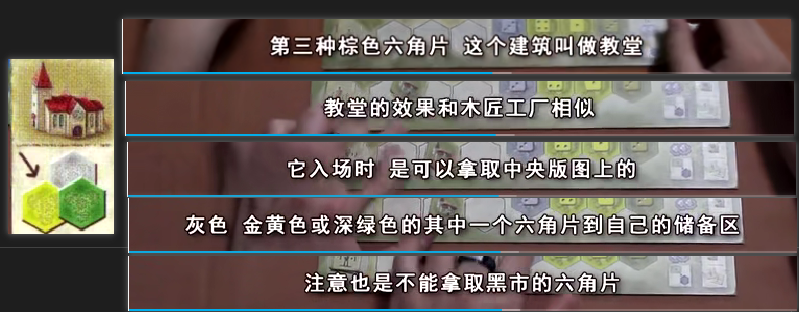 第三种棕色六角片 这个建筑叫做教堂
教堂的效果和木匠工厂相似
它入场时 是可以拿取中央版图上的
灰色 金黄色或深绿色的其中一个六角片到自己的储备区
注意也是不能拿取黑市的六角片